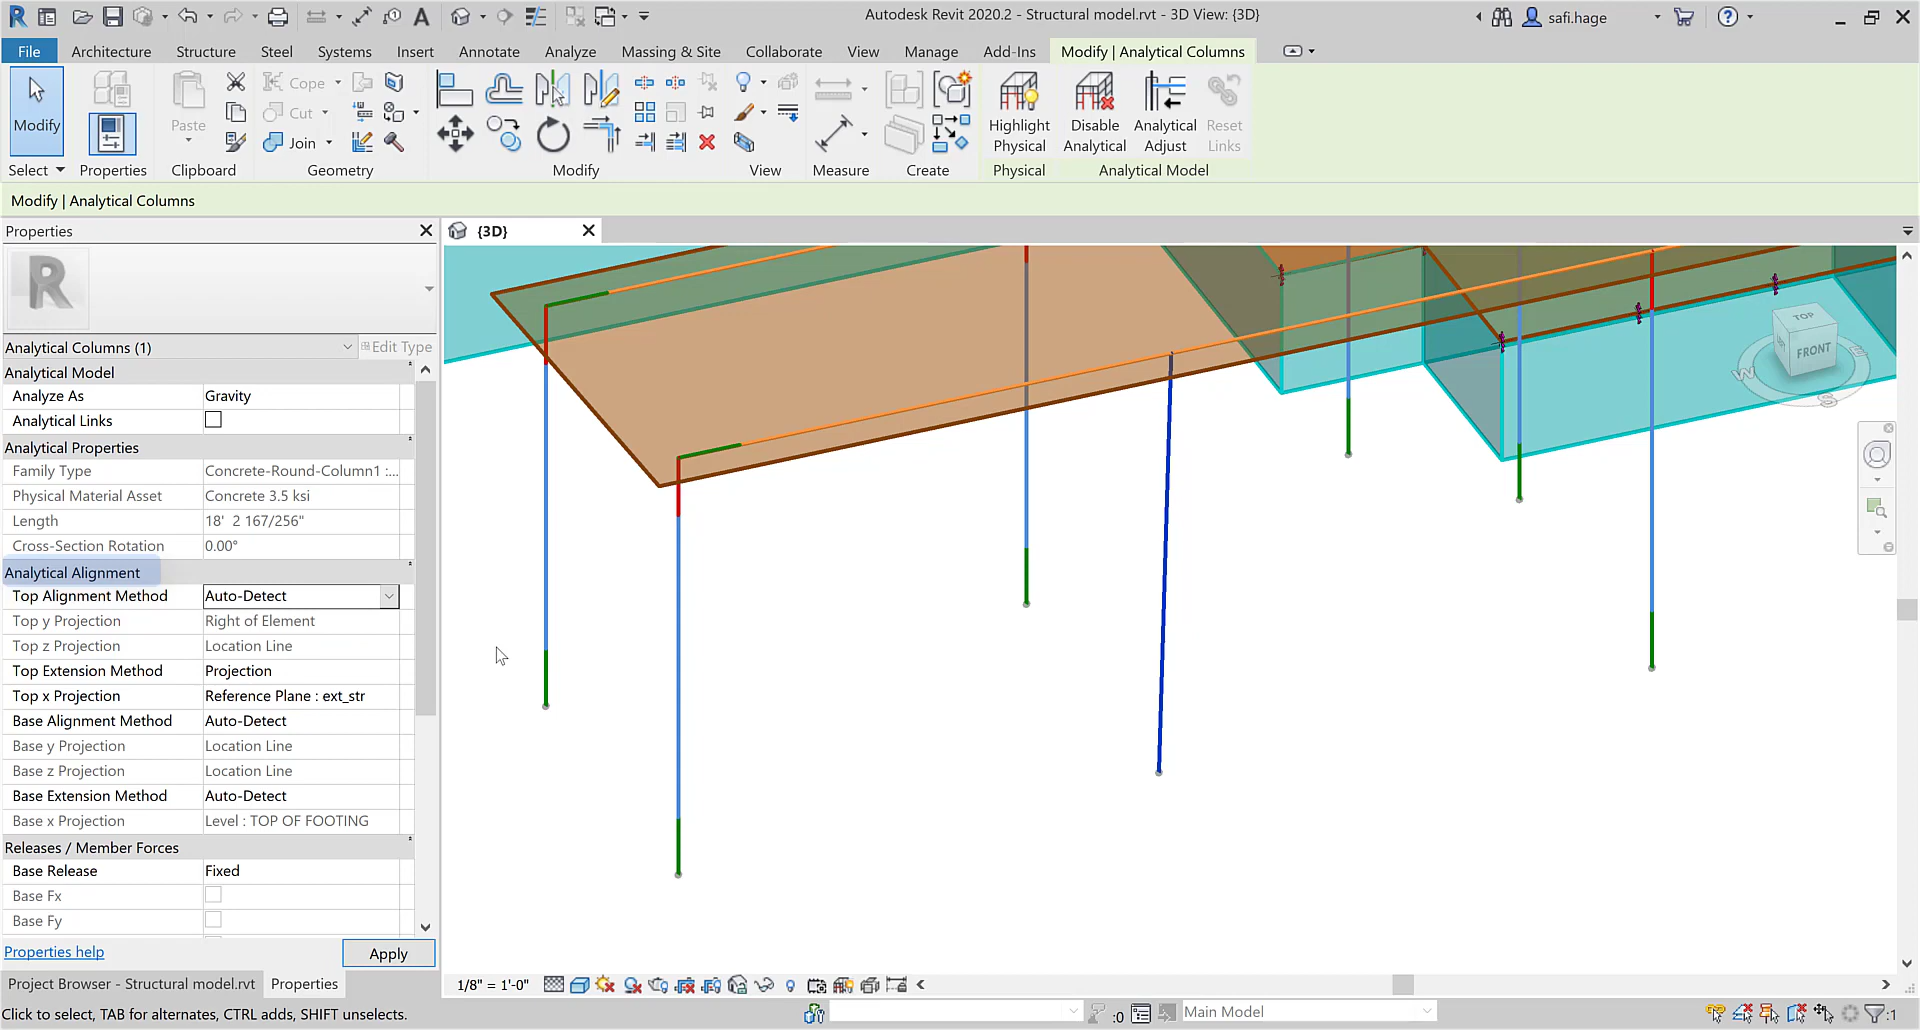 Autodesk Revit 2020.2 - Structural model.rvt - 3D View: {3D}
safi.hage
File Architecture Structure Steel Systems Insert Annotate Analyze Massing & Site Collaborate View Manage Add-Ins Modify | Analytical Columns
Modify
Paste
Cope
Cut
Join
Highlight Physical
Disable Analytical
Analytical Adjust
Reset Links
Select Properties Clipboard Geometry Modify View Measure Create Physical Analytical Model
Modify | Analytical Columns
Properties
{3D}
R
Analytical Columns (1) Edit Type
Analytical Model
Analyze As Gravity
Analytical Links
Analytical Properties
Family Type Concrete-Round-Column1 :...
Physical Material Asset Concrete 3.5 ksi
Length 18' 2 167/256"
Cross-Section Rotation 0.00°
Analytical Alignment
Top Alignment Method Auto-Detect
Top y Projection Right of Element
Top z Projection Location Line
Top Extension Method Projection
Top x Projection Reference Plane : ext_str
Base Alignment Method Auto-Detect
Base y Projection Location Line
Base z Projection Location Line
Base Extension Method Auto-Detect
Base x Projection Level : TOP OF FOOTING
Releases / Member Forces
Base Release Fixed
Base Fx
Base Fy
Properties help Apply
Project Browser - Structural model.rvt Properties
TOP
FRONT
W
S
E
1/8" = 1'-0"
Click to select, TAB for alternates, CTRL adds, SHIFT unselects.
:0
Main Model
:1